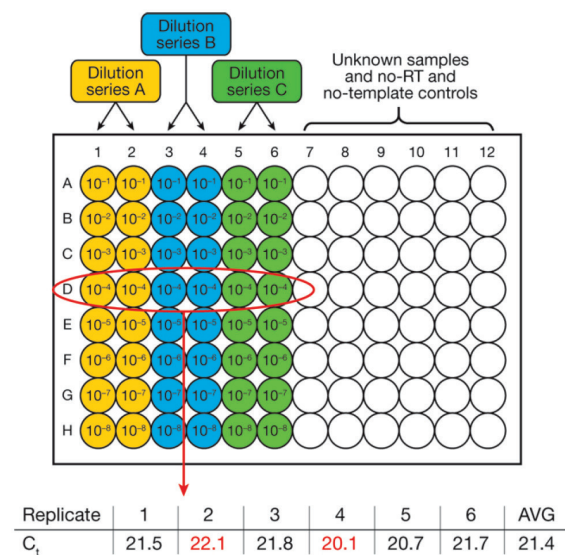 Dilution
series B
Dilution
series A
Dilution
series C
Unknown samples
and no-RT and
no-template controls
1 2 3 4 5 6 7 8 9 10 11 12
A 10⁻¹ 10⁻¹ 10⁻¹ 10⁻¹ 10⁻¹ 10⁻¹
B 10⁻² 10⁻² 10⁻² 10⁻² 10⁻² 10⁻²
C 10⁻³ 10⁻³ 10⁻³ 10⁻³ 10⁻³ 10⁻³
D 10⁻⁴ 10⁻⁴ 10⁻⁴ 10⁻⁴ 10⁻⁴ 10⁻⁴
E 10⁻⁵ 10⁻⁵ 10⁻⁵ 10⁻⁵ 10⁻⁵ 10⁻⁵
F 10⁻⁶ 10⁻⁶ 10⁻⁶ 10⁻⁶ 10⁻⁶ 10⁻⁶
G 10⁻⁷ 10⁻⁷ 10⁻⁷ 10⁻⁷ 10⁻⁷ 10⁻⁷
H 10⁻⁸ 10⁻⁸ 10⁻⁸ 10⁻⁸ 10⁻⁸ 10⁻⁸
Replicate 1 2 3 4 5 6 AVG
Cₜ 21.5 22.1 21.8 20.1 20.7 21.7 21.4